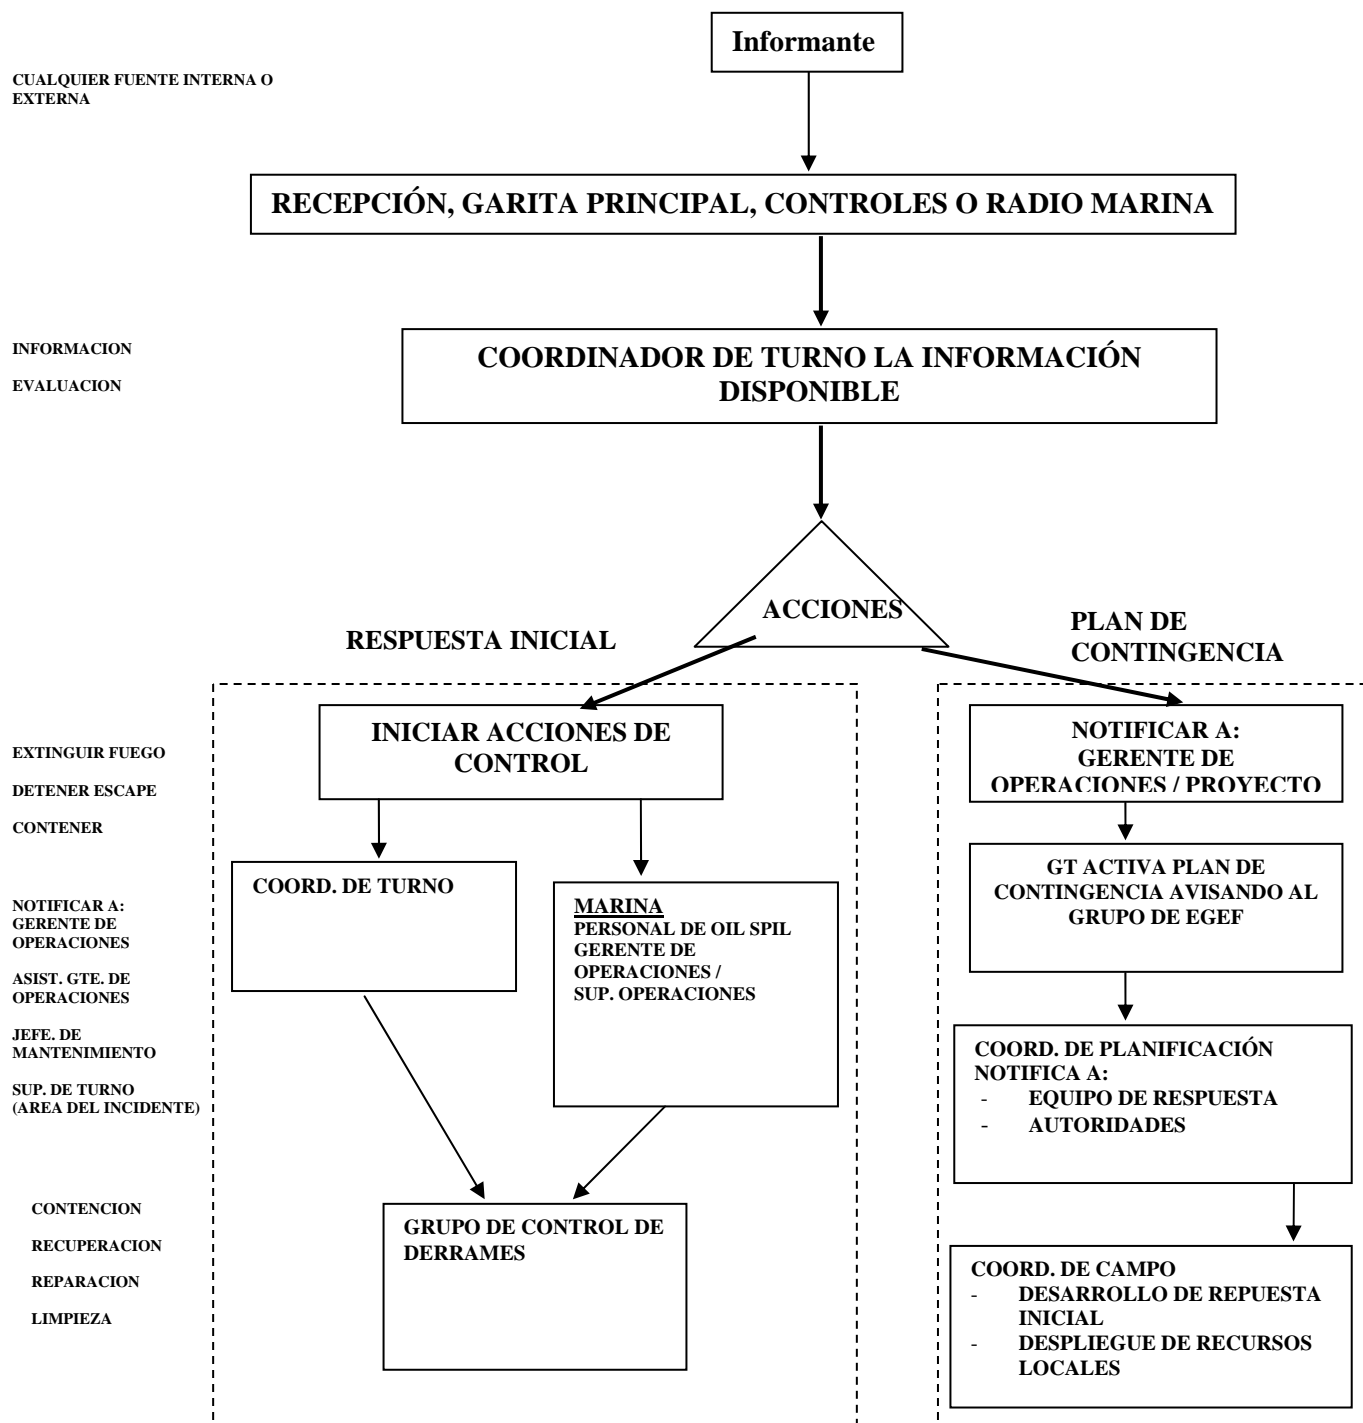 Informante
CUALQUIER FUENTE INTERNA O
EXTERNA
RECEPCIÓN, GARITA PRINCIPAL, CONTROLES O RADIO MARINA
INFORMACION
EVALUACION
COORDINADOR DE TURNO LA INFORMACIÓN
DISPONIBLE
ACCIONES
RESPUESTA INICIAL
PLAN DE
CONTINGENCIA
EXTINGUIR FUEGO
DETENER ESCAPE
CONTENER
INICIAR ACCIONES DE
CONTROL
NOTIFICAR A:
GERENTE DE
OPERACIONES / PROYECTO
GT ACTIVA PLAN DE
CONTINGENCIA AVISANDO AL
GRUPO DE EGEF
NOTIFICAR A:
GERENTE DE
OPERACIONES
ASIST. GTE. DE
OPERACIONES
JEFE. DE
MANTENIMIENTO
SUP. DE TURNO
(AREA DEL INCIDENTE)
COORD. DE TURNO
MARINA
PERSONAL DE OIL SPIL
GERENTE DE
OPERACIONES /
SUP. OPERACIONES
COORD. DE PLANIFICACIÓN
NOTIFICA A:
- EQUIPO DE RESPUESTA
- AUTORIDADES
CONTENCION
RECUPERACION
REPARACION
LIMPIEZA
GRUPO DE CONTROL DE
DERRAMES
COORD. DE CAMPO
- DESARROLLO DE REPUESTA
INICIAL
- DESPLIEGUE DE RECURSOS
LOCALES